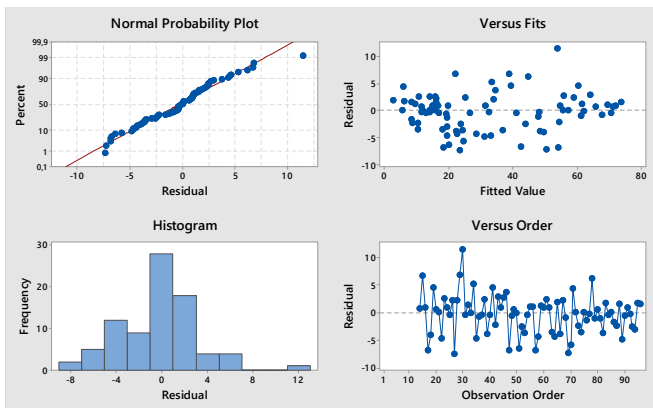 Normal Probability Plot
99,9
99
90
50
10
1
0,1
Percent
-10 -5 0 5 10
Residual
Versus Fits
10
5
0
-5
-10
Residual
0 20 40 60 80
Fitted Value
Histogram
30
20
10
0
Frequency
-8 -4 0 4 8 12
Residual
Versus Order
10
5
0
-5
-10
Residual
1 10 20 30 40 50 60 70 80 90
Observation Order